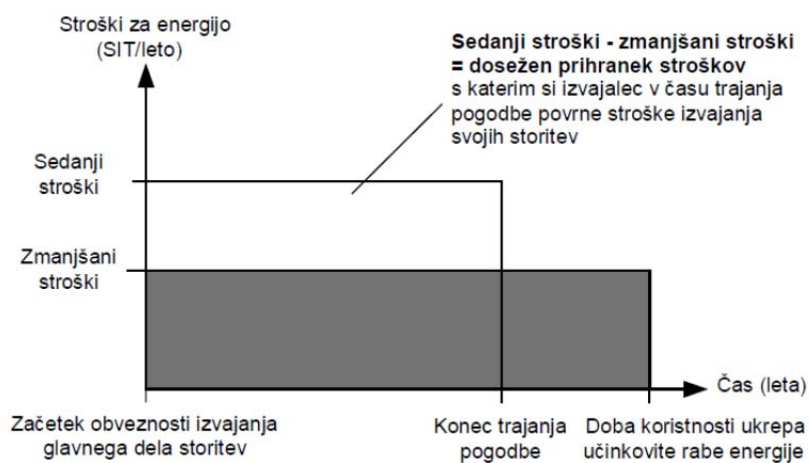 Stroški za energijo
(SIT/leto)
Sedanji stroški - zmanjšani stroški
= dosežen prihranek stroškov
s katerim si izvajalec v času trajanja
pogodbe povrne stroške izvajanja
svojih storitev
Sedanji
stroški
Zmanjšani
stroški
Čas (leta)
Začetek obveznosti izvajanja
glavnega dela storitev
Konec trajanja
pogodbe
Doba koristnosti ukrepa
učinkovite rabe energije